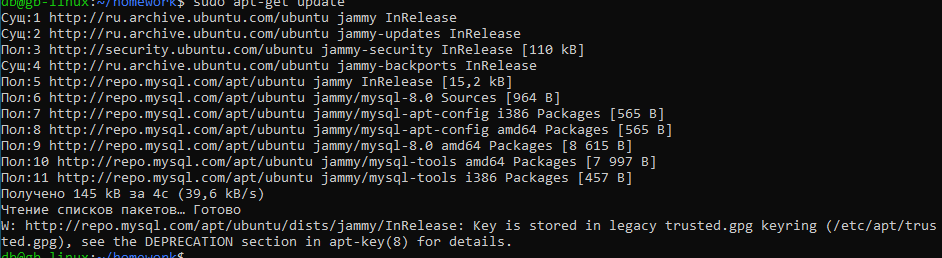 db@gb-linux:~/homework$ sudo apt-get update
Сущ:1 http://ru.archive.ubuntu.com/ubuntu jammy InRelease
Сущ:2 http://ru.archive.ubuntu.com/ubuntu jammy-updates InRelease
Пол:3 http://security.ubuntu.com/ubuntu jammy-security InRelease [110 kB]
Сущ:4 http://ru.archive.ubuntu.com/ubuntu jammy-backports InRelease
Пол:5 http://repo.mysql.com/apt/ubuntu jammy InRelease [15,2 kB]
Пол:6 http://repo.mysql.com/apt/ubuntu jammy/mysql-8.0 Sources [964 B]
Пол:7 http://repo.mysql.com/apt/ubuntu jammy/mysql-apt-config i386 Packages [565 B]
Пол:8 http://repo.mysql.com/apt/ubuntu jammy/mysql-apt-config amd64 Packages [565 B]
Пол:9 http://repo.mysql.com/apt/ubuntu jammy/mysql-8.0 amd64 Packages [8 615 B]
Пол:10 http://repo.mysql.com/apt/ubuntu jammy/mysql-tools amd64 Packages [7 997 B]
Пол:11 http://repo.mysql.com/apt/ubuntu jammy/mysql-tools i386 Packages [457 B]
Получено 145 kB за 4с (39,6 kB/s)
Чтение списков пакетов… Готово
W: http://repo.mysql.com/apt/ubuntu/dists/jammy/InRelease: Key is stored in legacy trusted.gpg keyring (/etc/apt/trus
ted.gpg), see the DEPRECATION section in apt-key(8) for details.
db@gb-linux:~/homework$